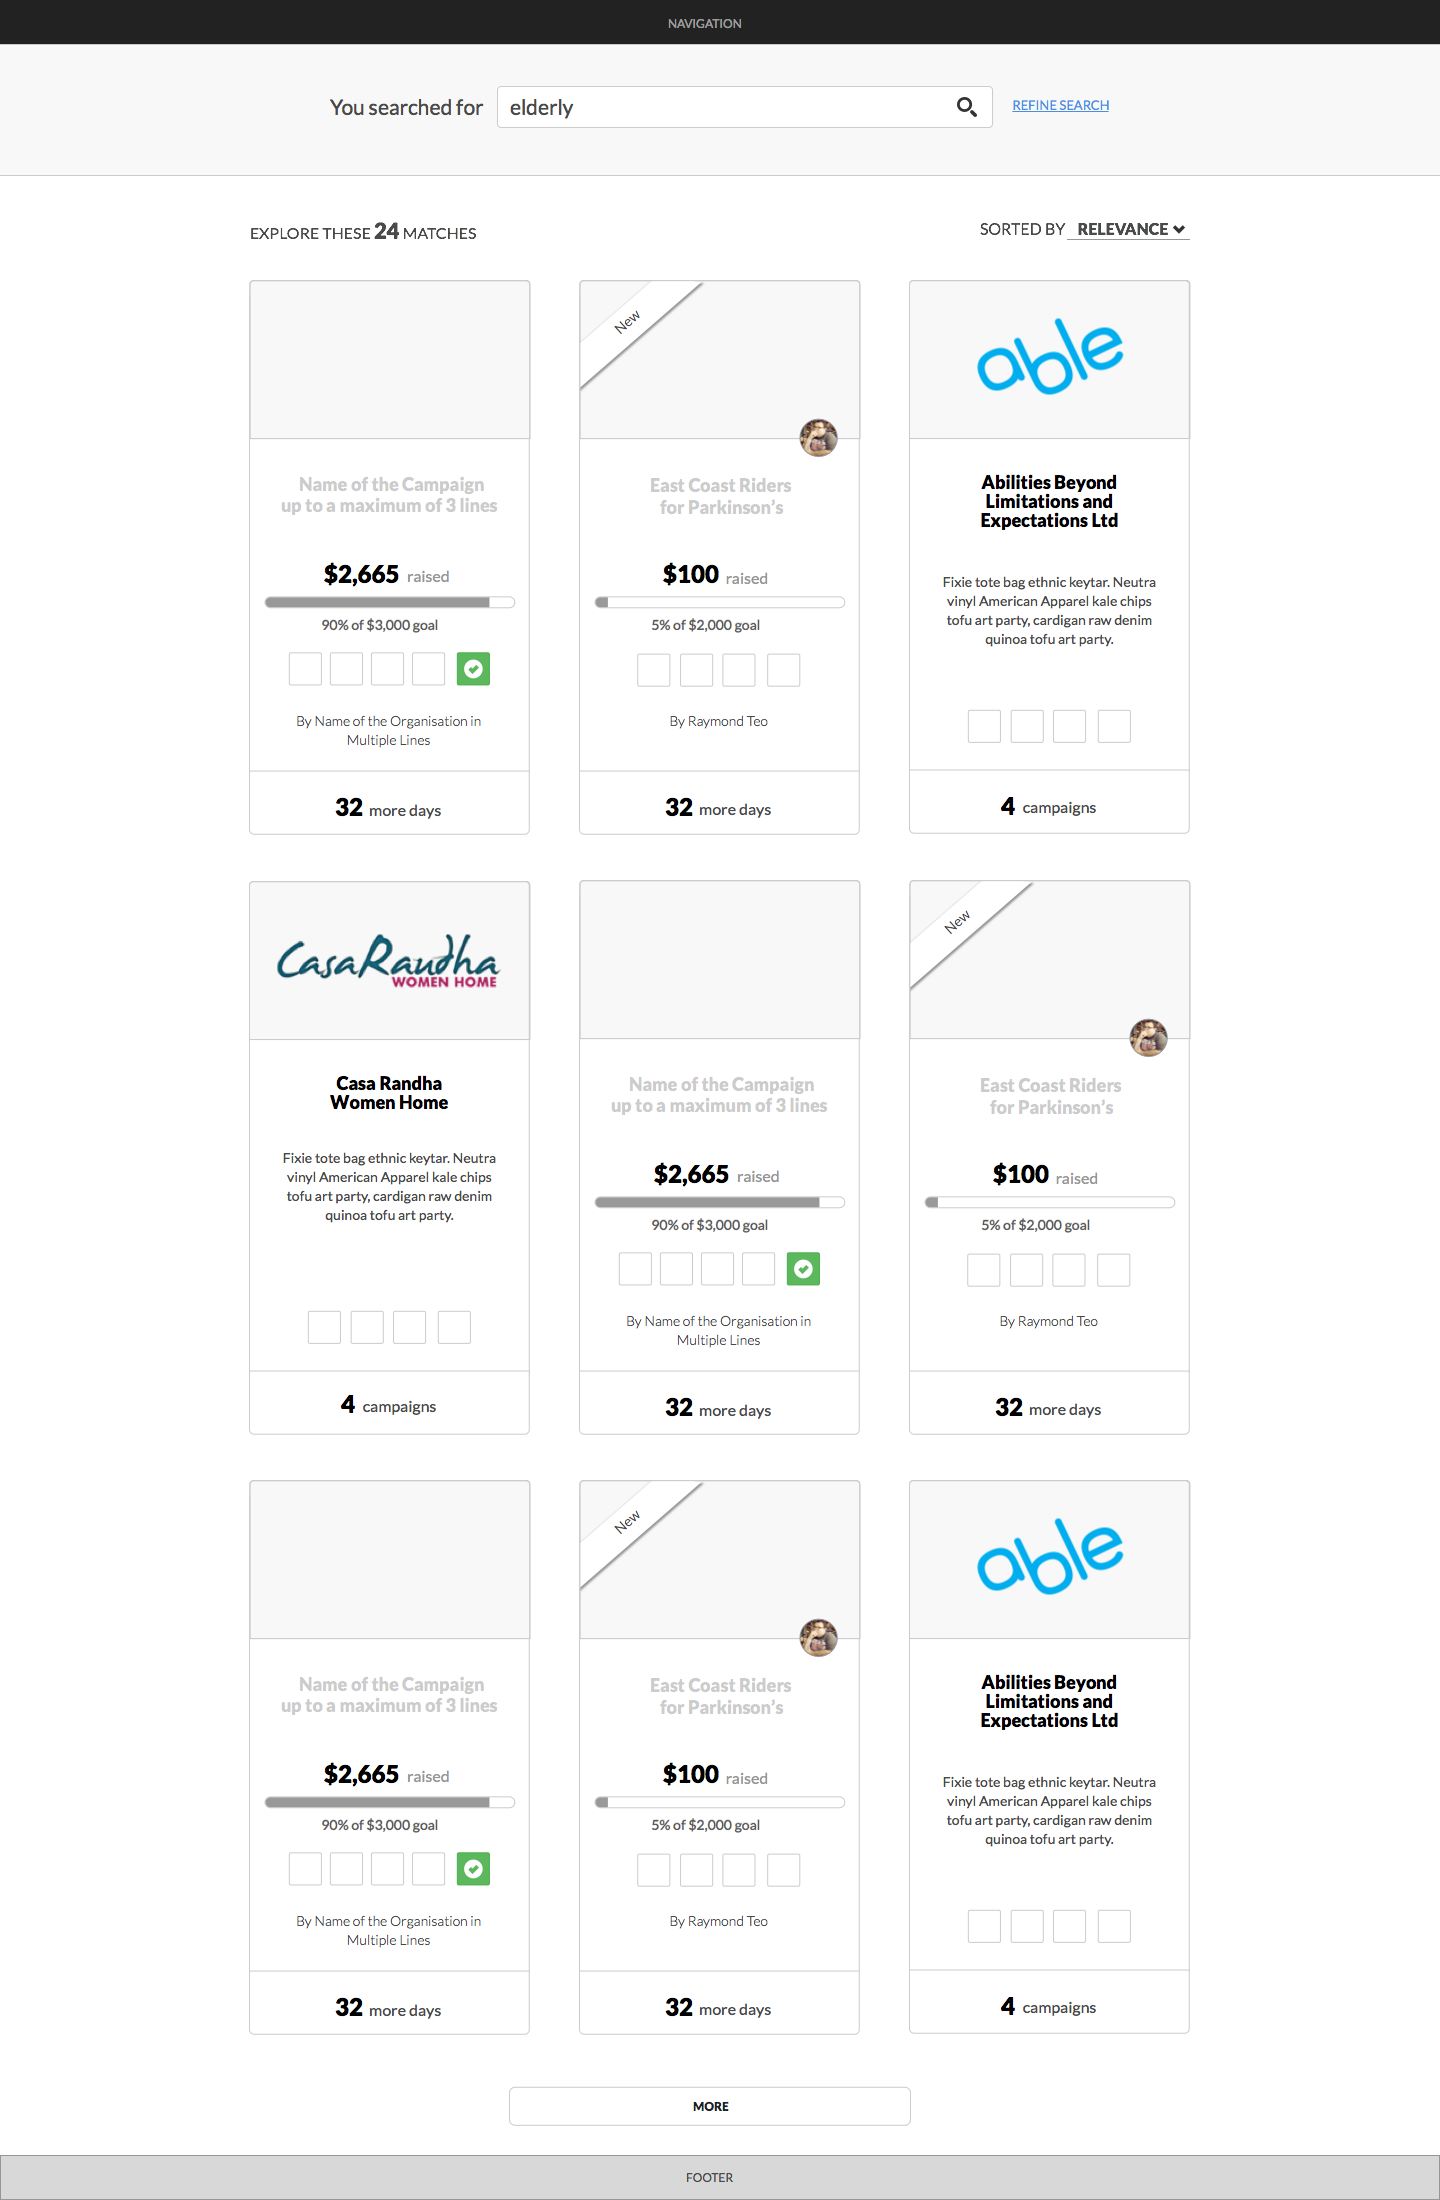 NAVIGATION
You searched for elderly REFINE SEARCH
EXPLORE THESE 24 MATCHES
SORTED BY RELEVANCE
Name of the Campaign
up to a maximum of 3 lines
$2,665 raised
90% of $3,000 goal
By Name of the Organisation in
Multiple Lines
32 more days
New
East Coast Riders
for Parkinson's
$100 raised
5% of $2,000 goal
By Raymond Teo
32 more days
able
Abilities Beyond
Limitations and
Expectations Ltd
Fixie tote bag ethnic keytar. Neutra
vinyl American Apparel kale chips
tofu art party, cardigan raw denim
quinoa tofu art party.
4 campaigns
CasaRaudha
WOMEN HOME
Casa Randha
Women Home
Fixie tote bag ethnic keytar. Neutra
vinyl American Apparel kale chips
tofu art party, cardigan raw denim
quinoa tofu art party.
4 campaigns
Name of the Campaign
up to a maximum of 3 lines
$2,665 raised
90% of $3,000 goal
By Name of the Organisation in
Multiple Lines
32 more days
New
East Coast Riders
for Parkinson's
$100 raised
5% of $2,000 goal
By Raymond Teo
32 more days
Name of the Campaign
up to a maximum of 3 lines
$2,665 raised
90% of $3,000 goal
By Name of the Organisation in
Multiple Lines
32 more days
New
East Coast Riders
for Parkinson's
$100 raised
5% of $2,000 goal
By Raymond Teo
32 more days
able
Abilities Beyond
Limitations and
Expectations Ltd
Fixie tote bag ethnic keytar. Neutra
vinyl American Apparel kale chips
tofu art party, cardigan raw denim
quinoa tofu art party.
4 campaigns
MORE
FOOTER